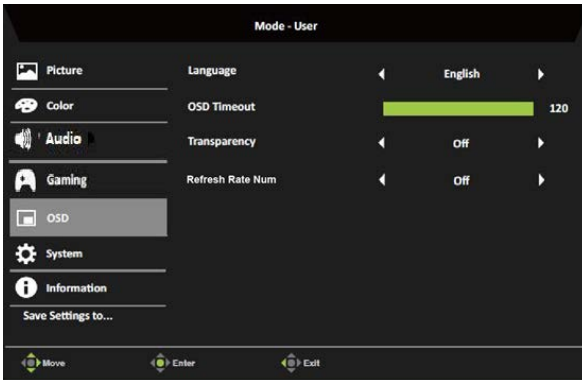 Mode - User
Picture
Language
English
Color
OSD Timeout
120
Audio
Transparency
Off
Gaming
Refresh Rate Num
Off
OSD
System
Information
Save Settings to...
Move
Enter
Exit